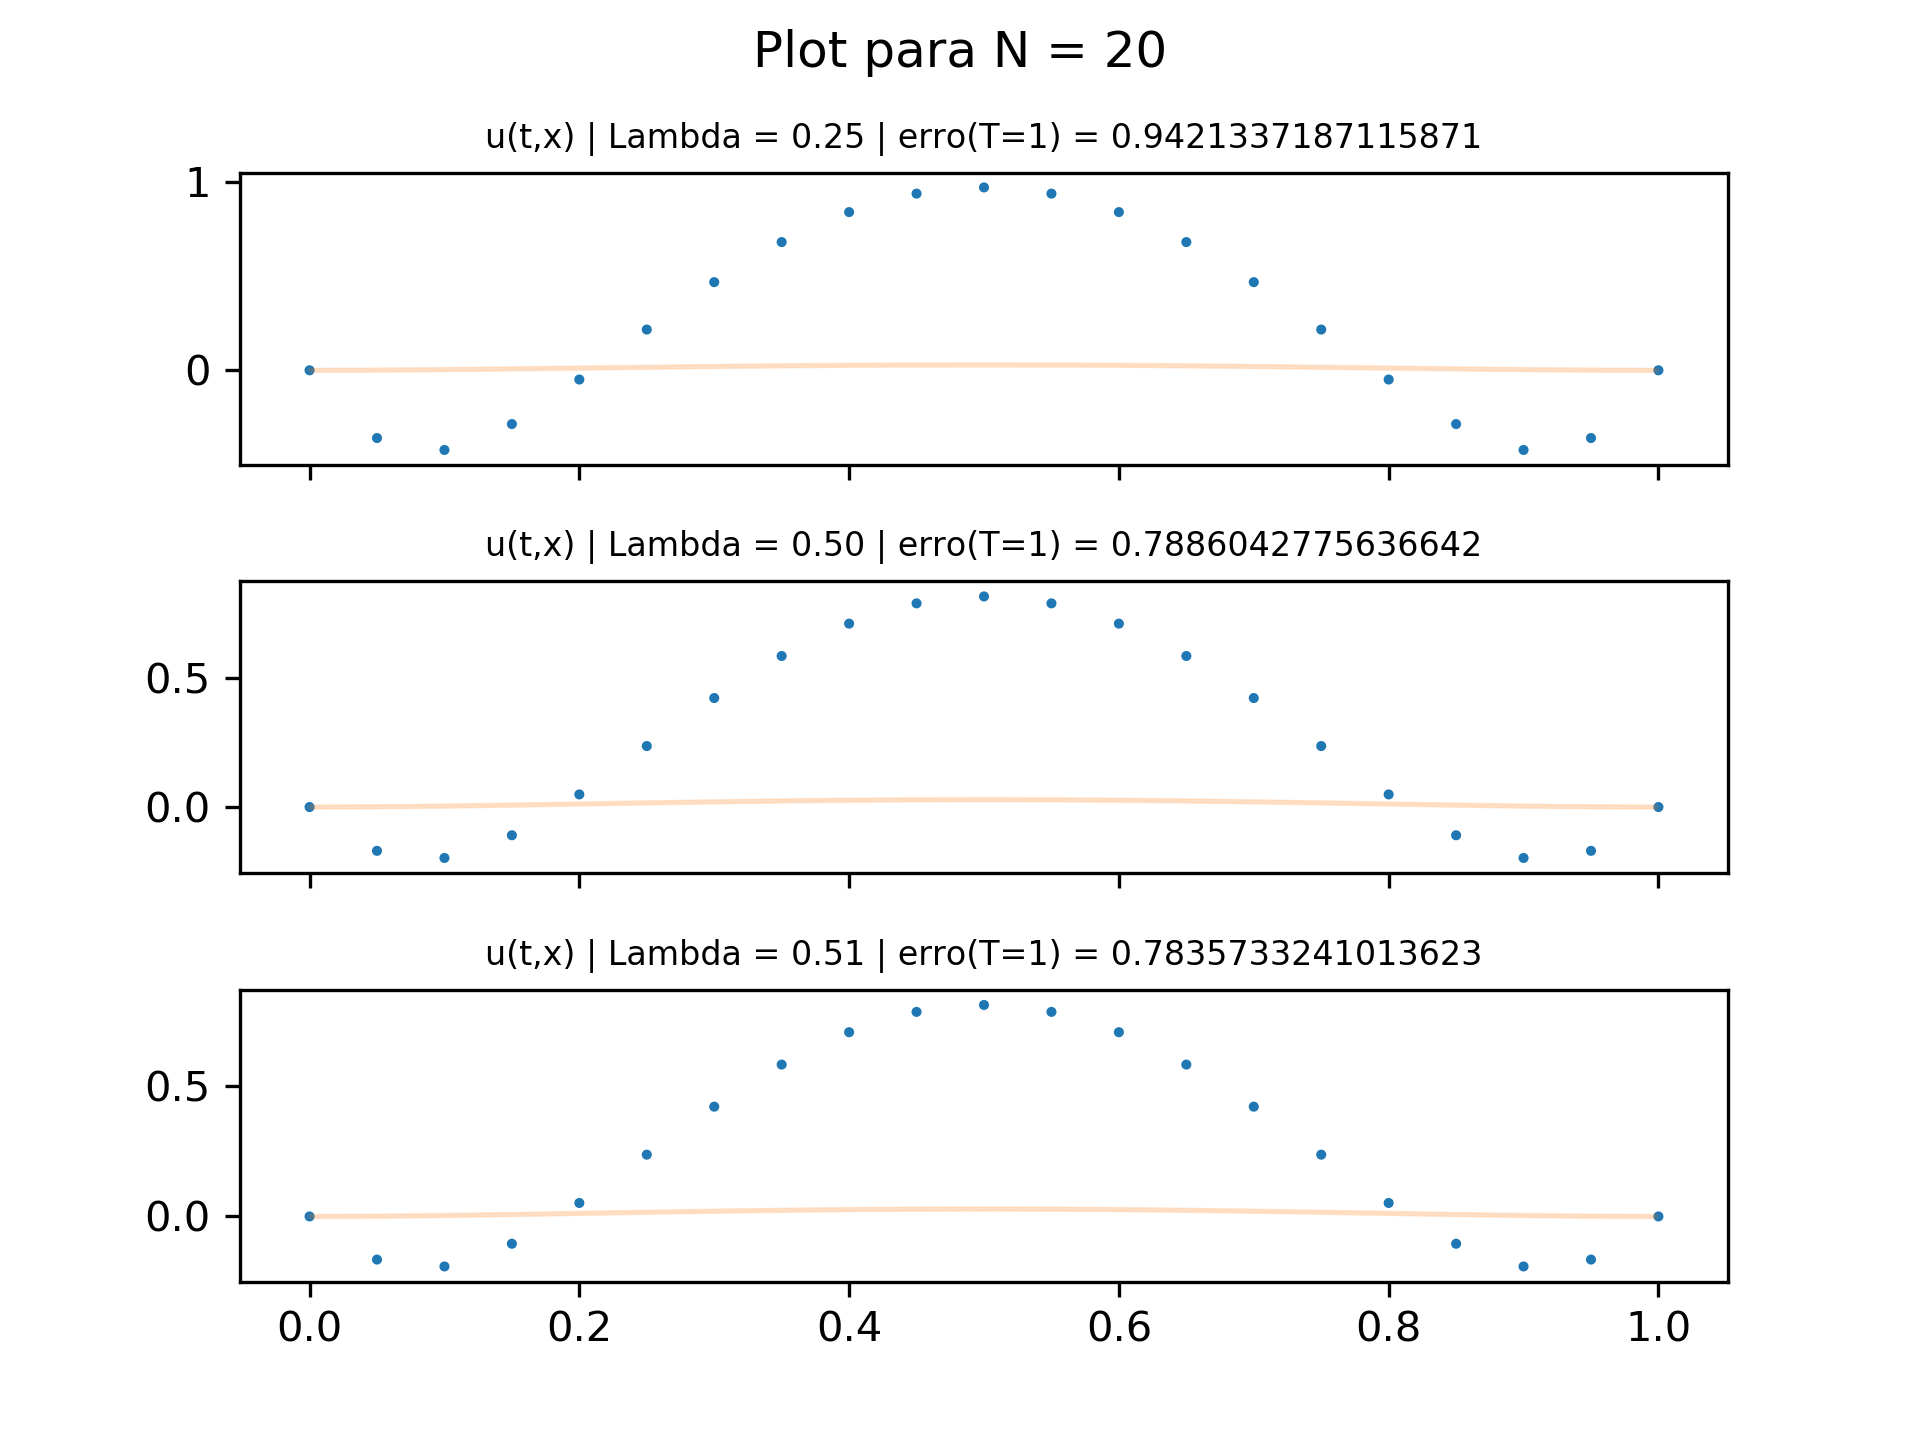 Plot para N = 20
u(t,x) | Lambda = 0.25 | erro(T=1) = 0.9421337187115871
1
0
u(t,x) | Lambda = 0.50 | erro(T=1) = 0.7886042775636642
0.5
0.0
u(t,x) | Lambda = 0.51 | erro(T=1) = 0.7835733241013623
0.5
0.0
0.0 0.2 0.4 0.6 0.8 1.0